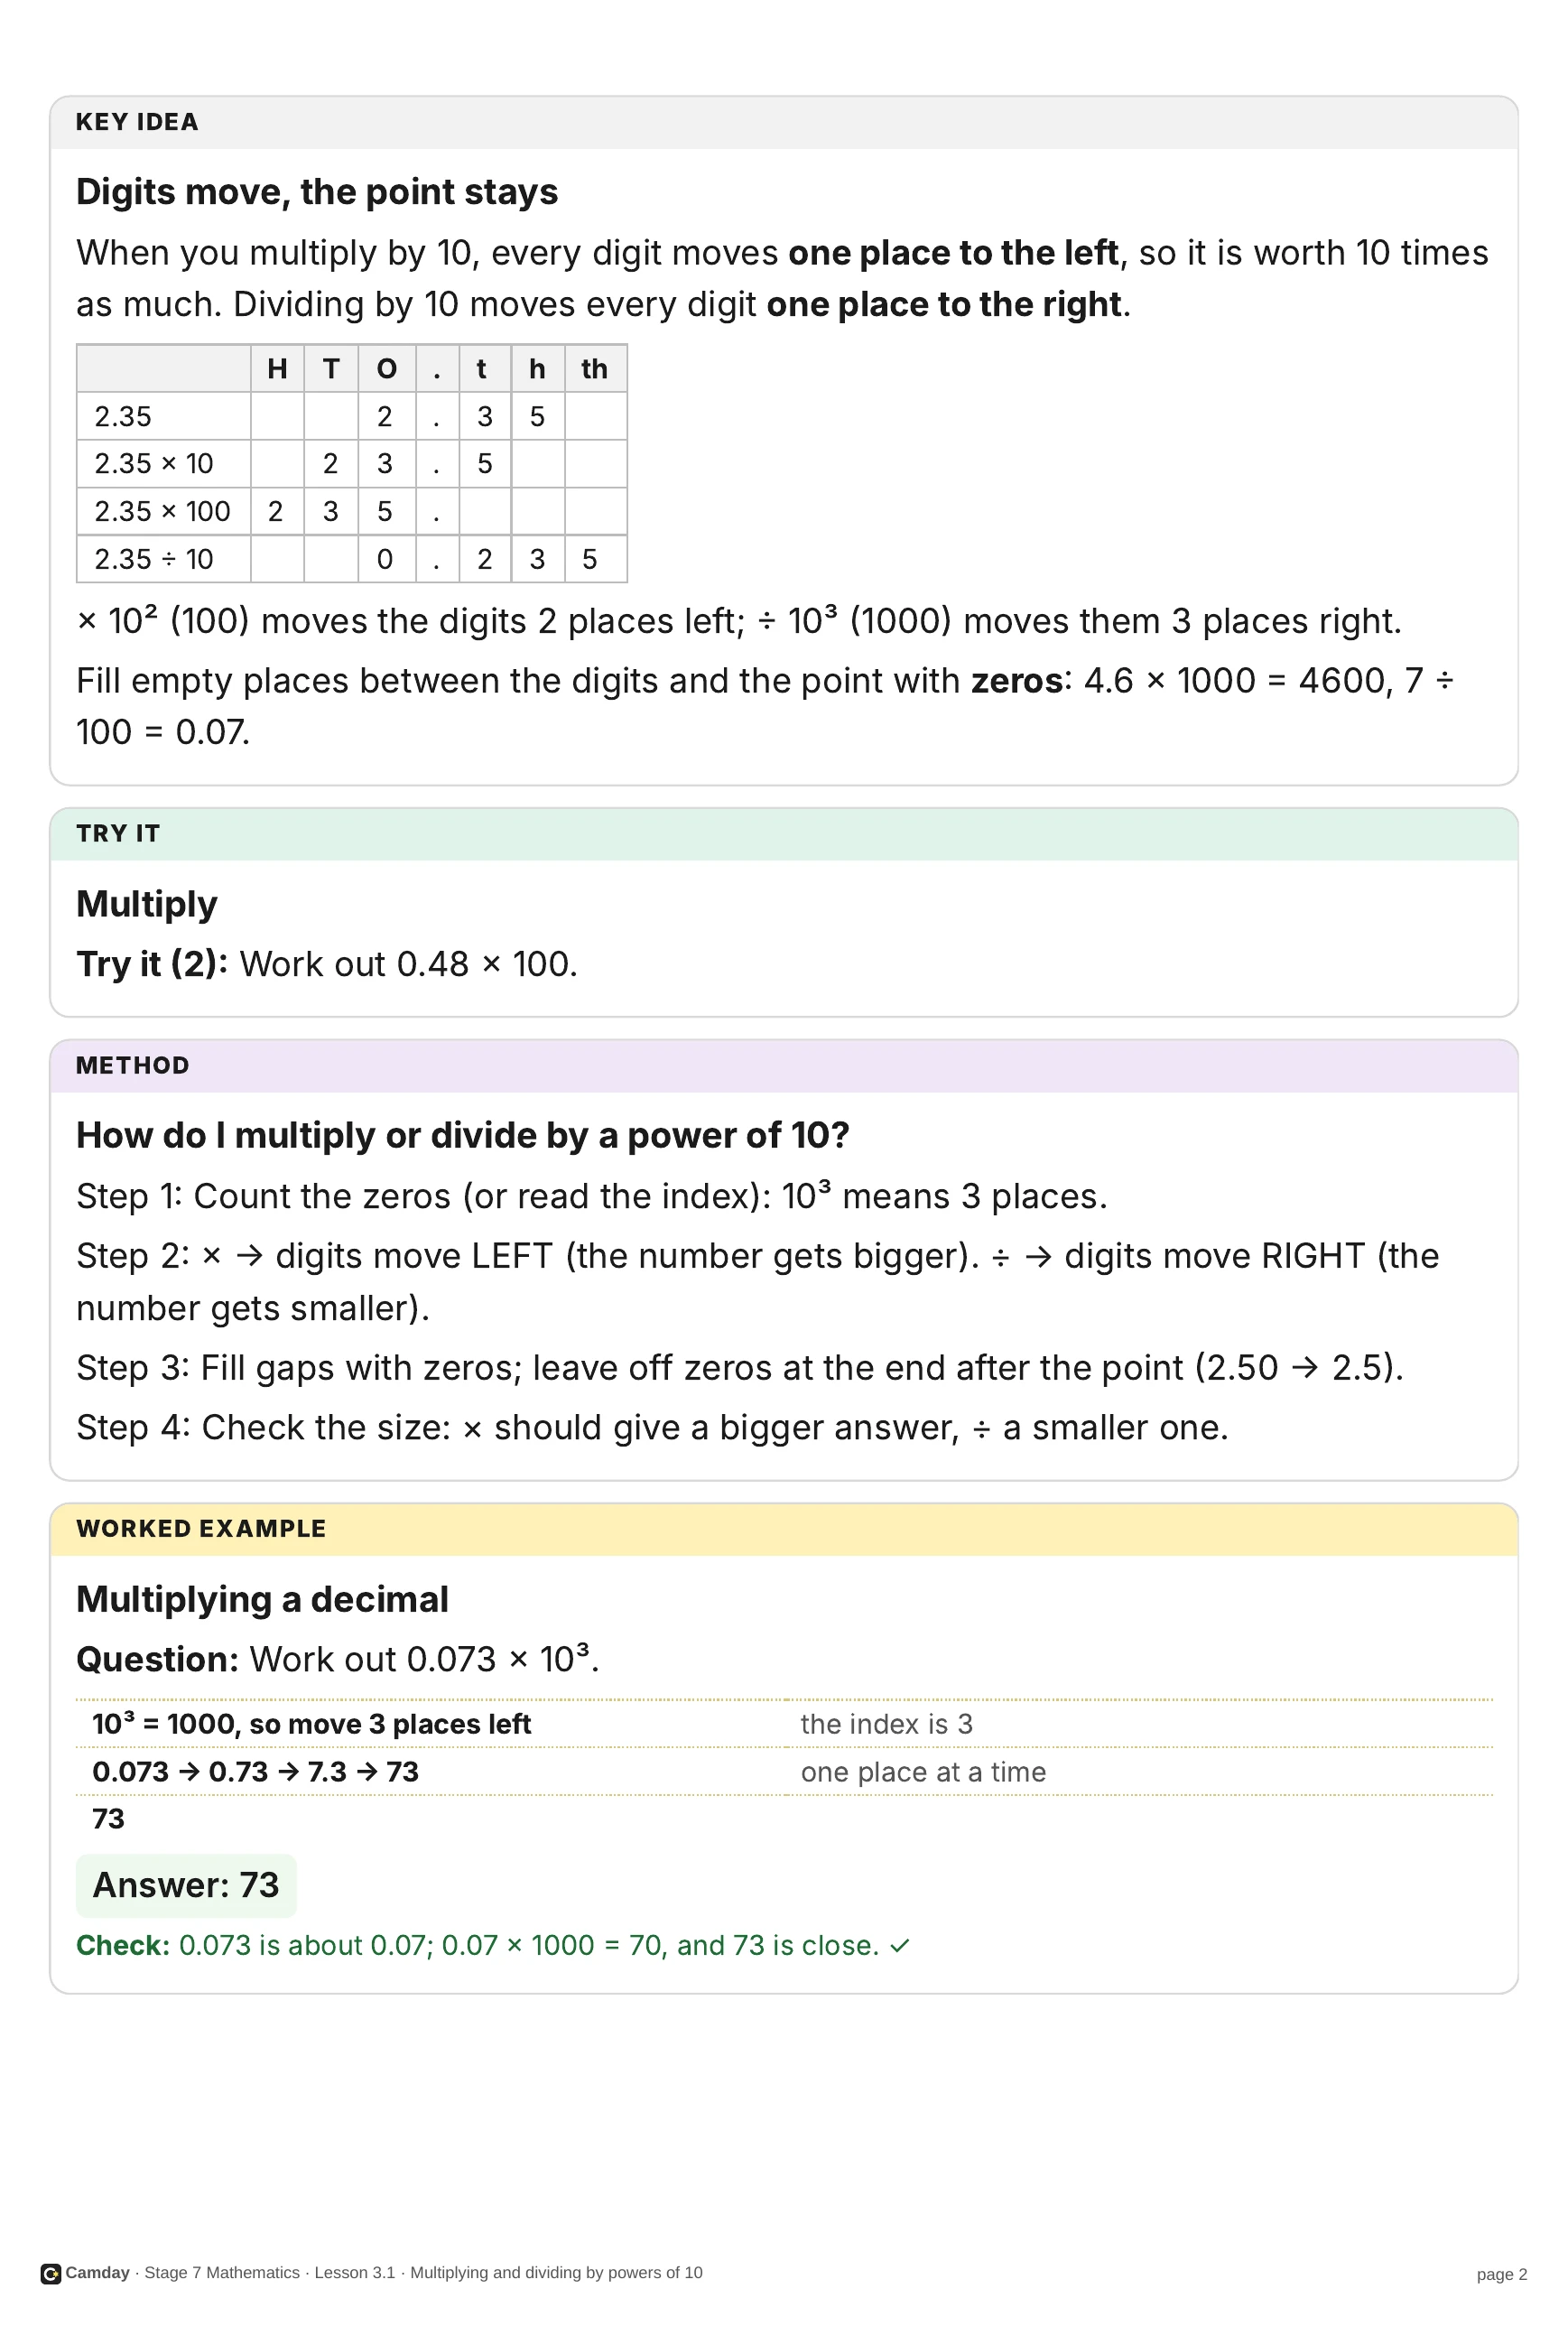 KEY IDEA
Digits move, the point stays
When you multiply by 10, every digit moves one place to the left, so it is worth 10 times
as much. Dividing by 10 moves every digit one place to the right.
H T O . t h th
2.35 2 . 3 5
2.35 × 10 2 3 . 5
2.35 × 100 2 3 5 .
2.35 ÷ 10 0 . 2 3 5
× 10² (100) moves the digits 2 places left; ÷ 10³ (1000) moves them 3 places right.
Fill empty places between the digits and the point with zeros: 4.6 × 1000 = 4600, 7 ÷
100 = 0.07.
TRY IT
Multiply
Try it (2): Work out 0.48 × 100.
METHOD
How do I multiply or divide by a power of 10?
Step 1: Count the zeros (or read the index): 10³ means 3 places.
Step 2: × → digits move LEFT (the number gets bigger). ÷ → digits move RIGHT (the
number gets smaller).
Step 3: Fill gaps with zeros; leave off zeros at the end after the point (2.50 → 2.5).
Step 4: Check the size: × should give a bigger answer, ÷ a smaller one.
WORKED EXAMPLE
Multiplying a decimal
Question: Work out 0.073 × 10³.
10³ = 1000, so move 3 places left the index is 3
0.073 → 0.73 → 7.3 → 73 one place at a time
73
Answer: 73
Check: 0.073 is about 0.07; 0.07 × 1000 = 70, and 73 is close. ✓
Camday · Stage 7 Mathematics · Lesson 3.1 · Multiplying and dividing by powers of 10 page 2